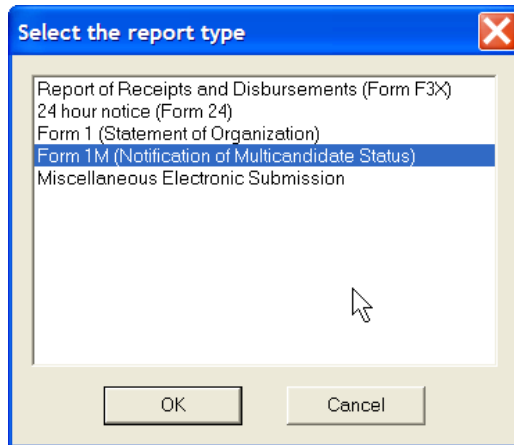 Select the report type
Report of Receipts and Disbursements (Form F3X)
24 hour notice (Form 24)
Form 1 (Statement of Organization)
Form 1M (Notification of Multicandidate Status)
Miscellaneous Electronic Submission
OK Cancel